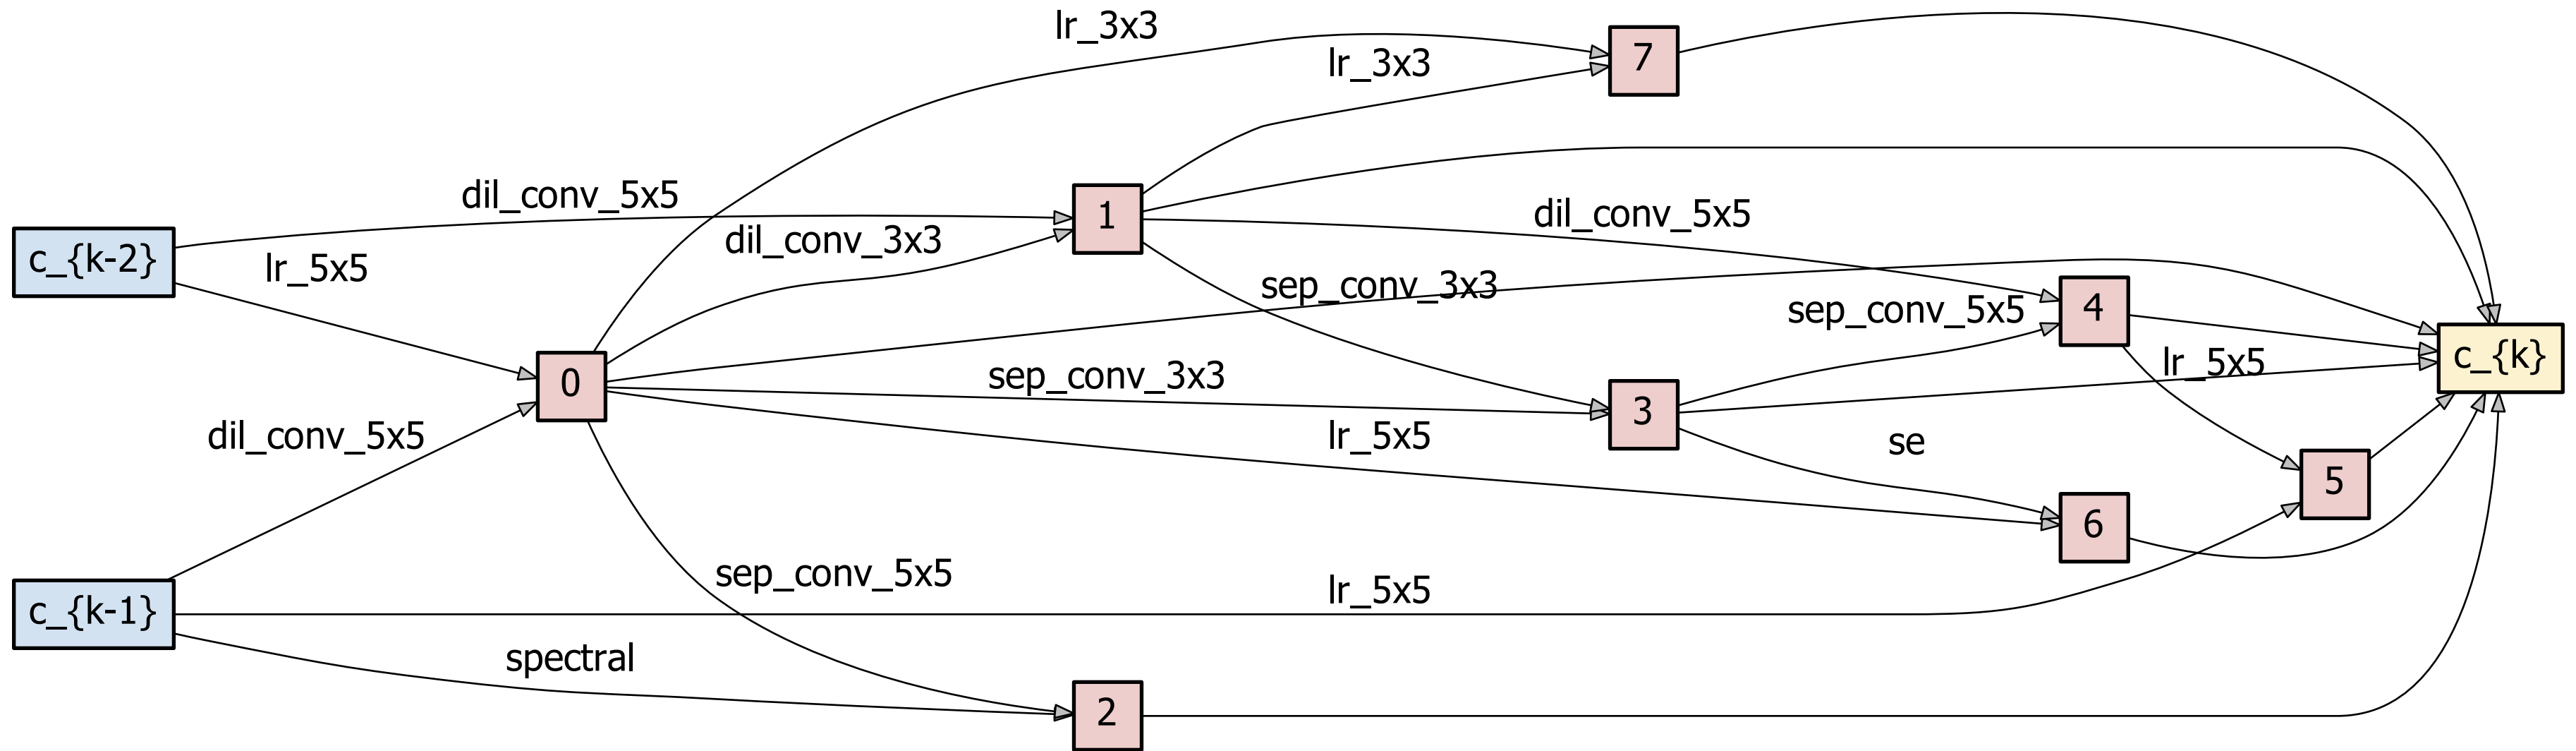 lr_3x3
7
lr_3x3
dil_conv_5x5
1
dil_conv_5x5
dil_conv_3x3
c_{k-2}
lr_5x5
sep_conv_3x3
4
sep_conv_5x5
c_{k}
lr_5x5
0
sep_conv_3x3
3
dil_conv_5x5
lr_5x5
se
5
6
sep_conv_5x5
lr_5x5
c_{k-1}
spectral
2